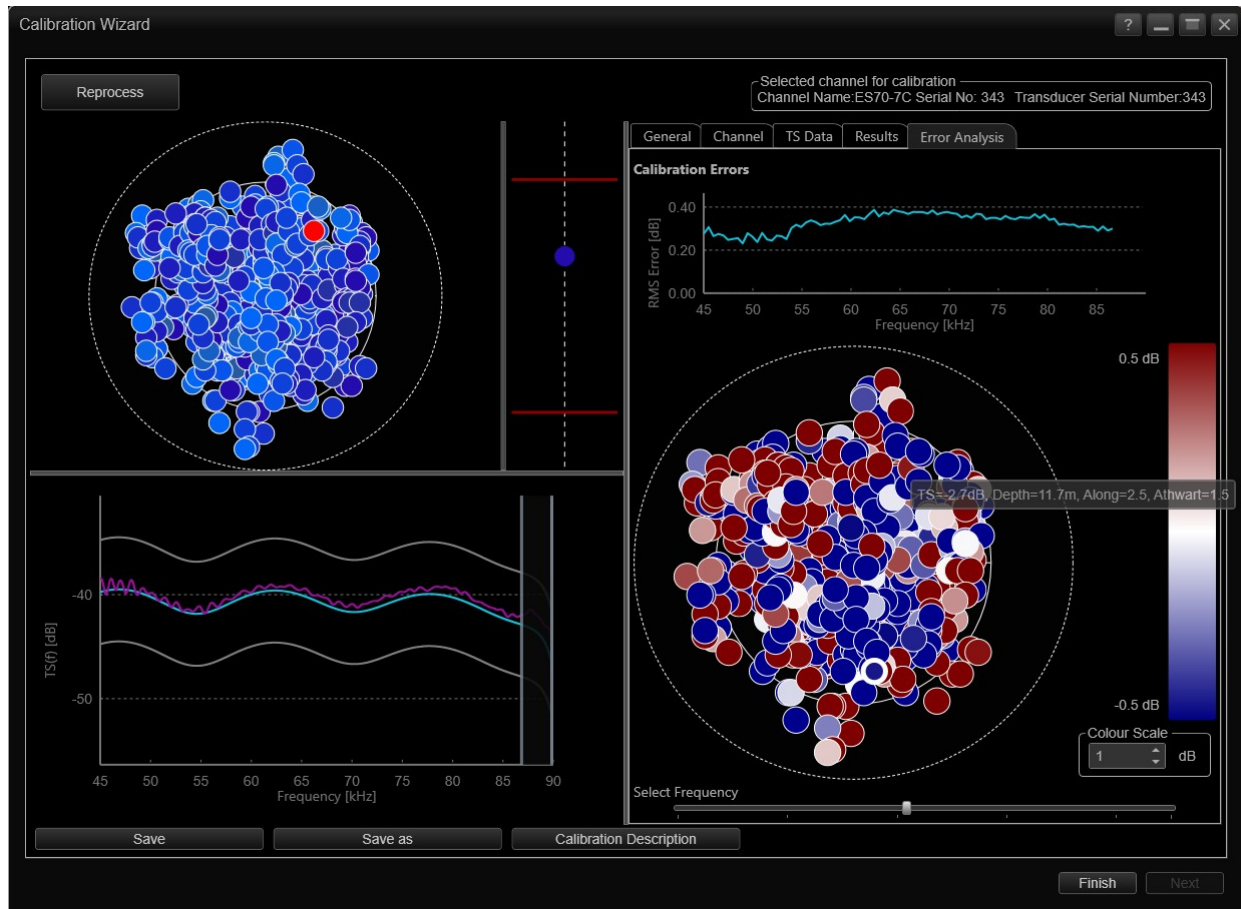 Calibration Wizard
?
Reprocess
Selected channel for calibration
Channel Name:ES70-7C Serial No: 343 Transducer Serial Number:343
General Channel TS Data Results Error Analysis
Calibration Errors
RMS Error [dB]
0.40
0.20
0.00
45 50 55 60 65 70 75 80 85
Frequency [kHz]
0.5 dB
TS=-2.7dB, Depth=11.7m, Along=2.5, Athwart=1.5
-0.5 dB
Colour Scale
1 dB
Select Frequency
TS(f) [dB]
-40
-50
45 50 55 60 65 70 75 80 85 90
Frequency [kHz]
Save Save as Calibration Description
Finish Next